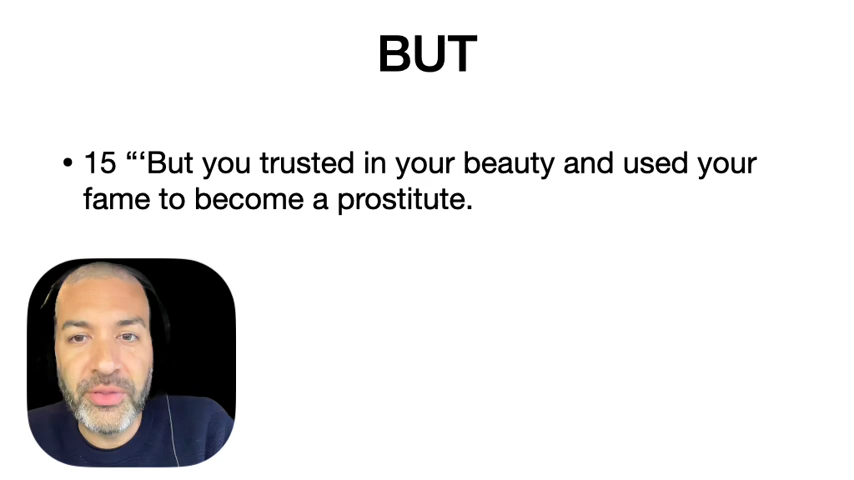 BUT
• 15 “‘But you trusted in your beauty and used your
fame to become a prostitute.